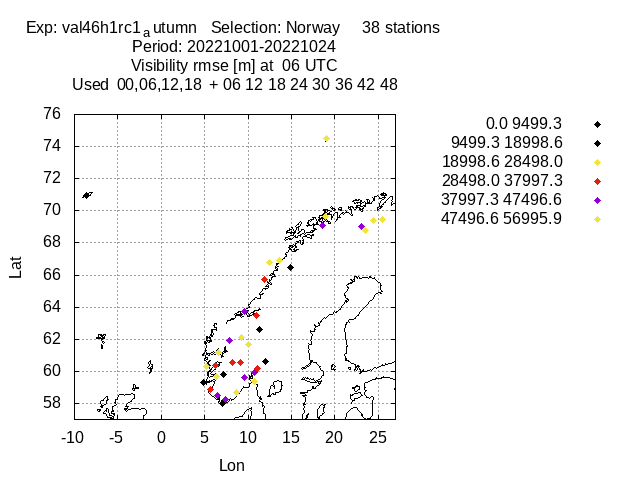 Exp: val46h1rc1autumn Selection: Norway 38 stations
Period: 20221001-20221024
Visibility rmse [m] at 06 UTC
Used 00,06,12,18 + 06 12 18 24 30 36 42 48
0.0 9499.3
9499.3 18998.6
18998.6 28498.0
28498.0 37997.3
37997.3 47496.6
47496.6 56995.9
76
74
72
70
68
66
64
62
60
58
Lat
-10 -5 0 5 10 15 20 25
Lon